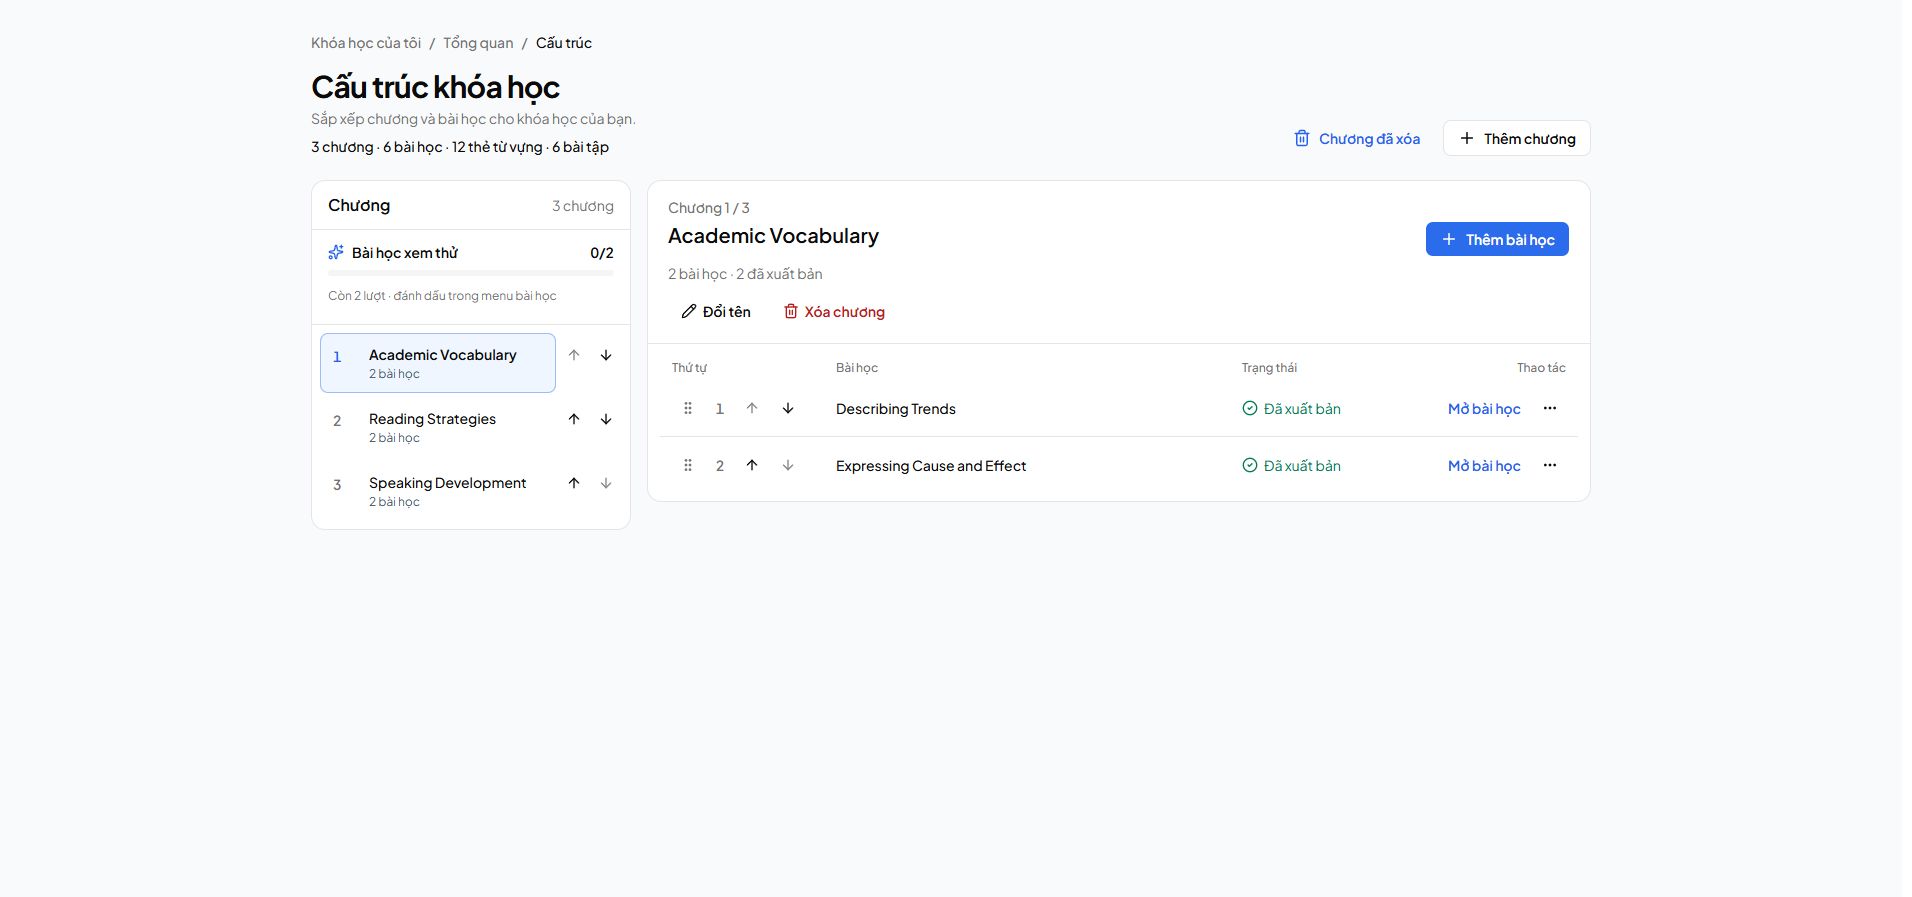 Khóa học của tôi / Tổng quan / Cấu trúc
Cấu trúc khóa học
Sắp xếp chương và bài học cho khóa học của bạn.
3 chương · 6 bài học · 12 thẻ từ vựng · 6 bài tập
Chương đã xóa
Thêm chương
Chương 3 chương
Bài học xem thử 0/2
Còn 2 lượt · đánh dấu trong menu bài học
1 Academic Vocabulary
2 bài học
2 Reading Strategies
2 bài học
3 Speaking Development
2 bài học
Chương 1 / 3
Academic Vocabulary
Thêm bài học
2 bài học · 2 đã xuất bản
Đổi tên Xóa chương
Thứ tự Bài học Trạng thái Thao tác
1 Describing Trends Đã xuất bản Mở bài học
2 Expressing Cause and Effect Đã xuất bản Mở bài học